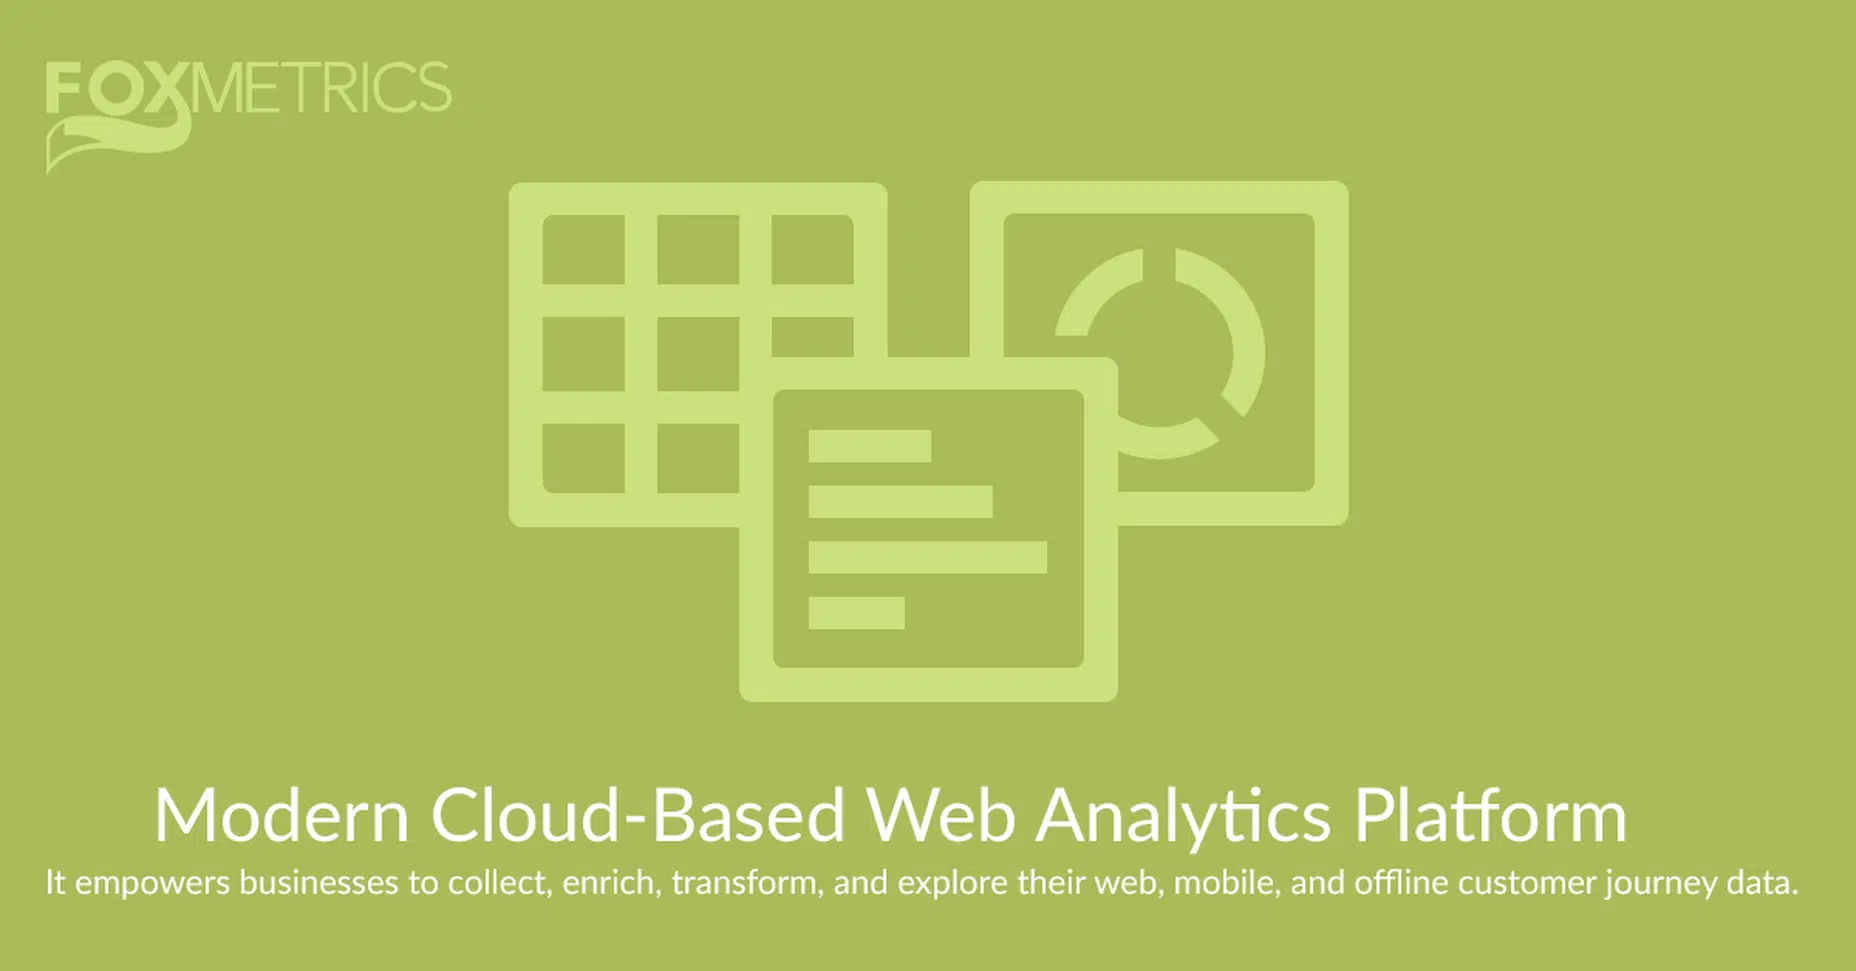 FOXMETRICS
Modern Cloud-Based Web Analytics Platform
It empowers businesses to collect, enrich, transform, and explore their web, mobile, and offline customer journey data.